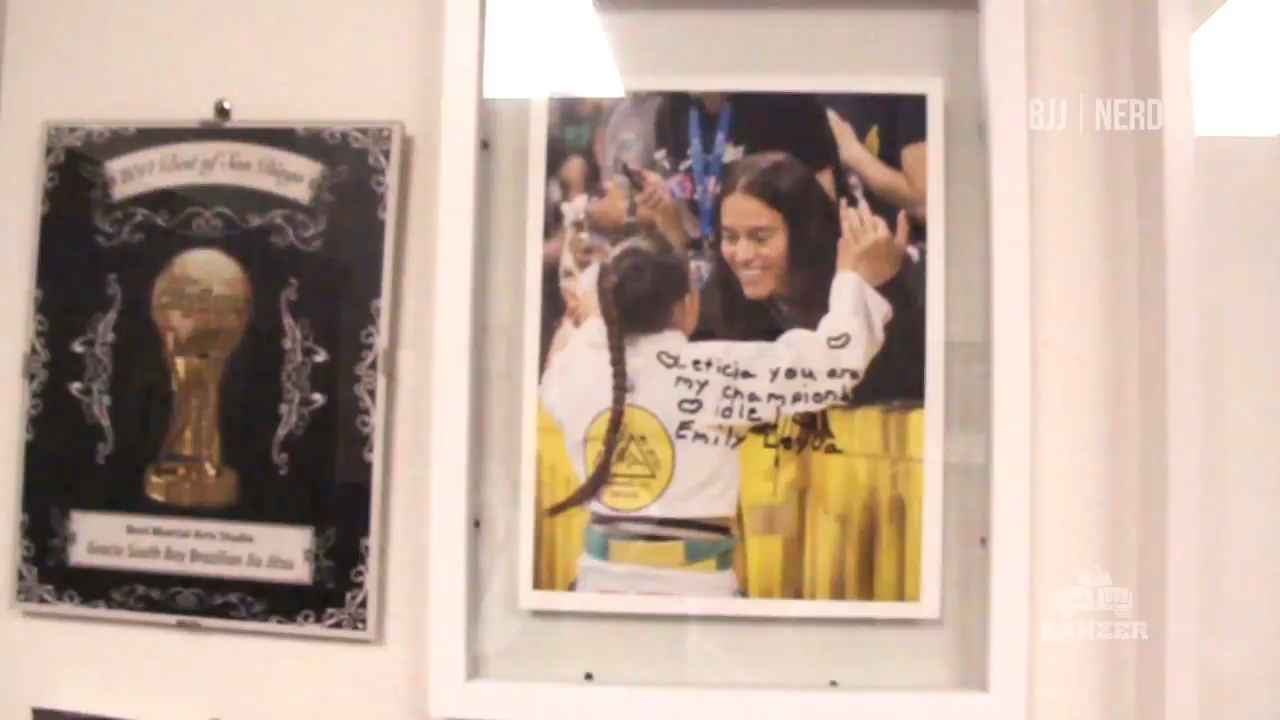 BJJ | NERD
Best of San Diego
Best Martial Arts Studio
Gracie South Bay Brazilian Jiu Jitsu
Leticia you are
my champion
idle!
Emily
PANZER